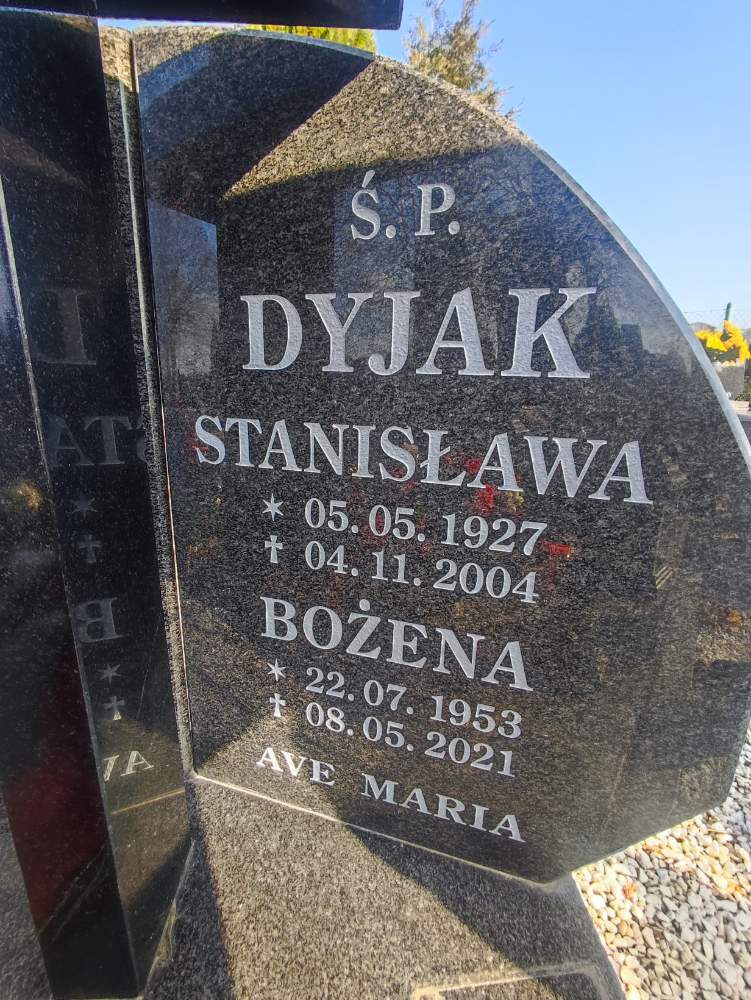 Ś. P.
DYJAK
STANISŁAWA
* 05. 05. 1927
† 04. 11. 2004
BOŻENA
* 22. 07. 1953
† 08. 05. 2021
AVE MARIA